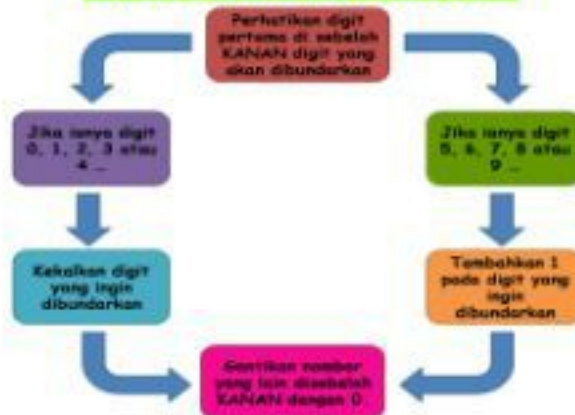 Perhatikan digit
pertama di sebelah
KANAN digit yang
akan dibundarkan
Jika ianya digit
0, 1, 2, 3 atau
4 ...
Jika ianya digit
5, 6, 7, 8 atau
9 ...
Kekalkan digit
yang ingin
dibundarkan
Tambahkan 1
pada digit yang
ingin
dibundarkan
Gantikan nombor
yang lain disebelah
KANAN dengan 0.